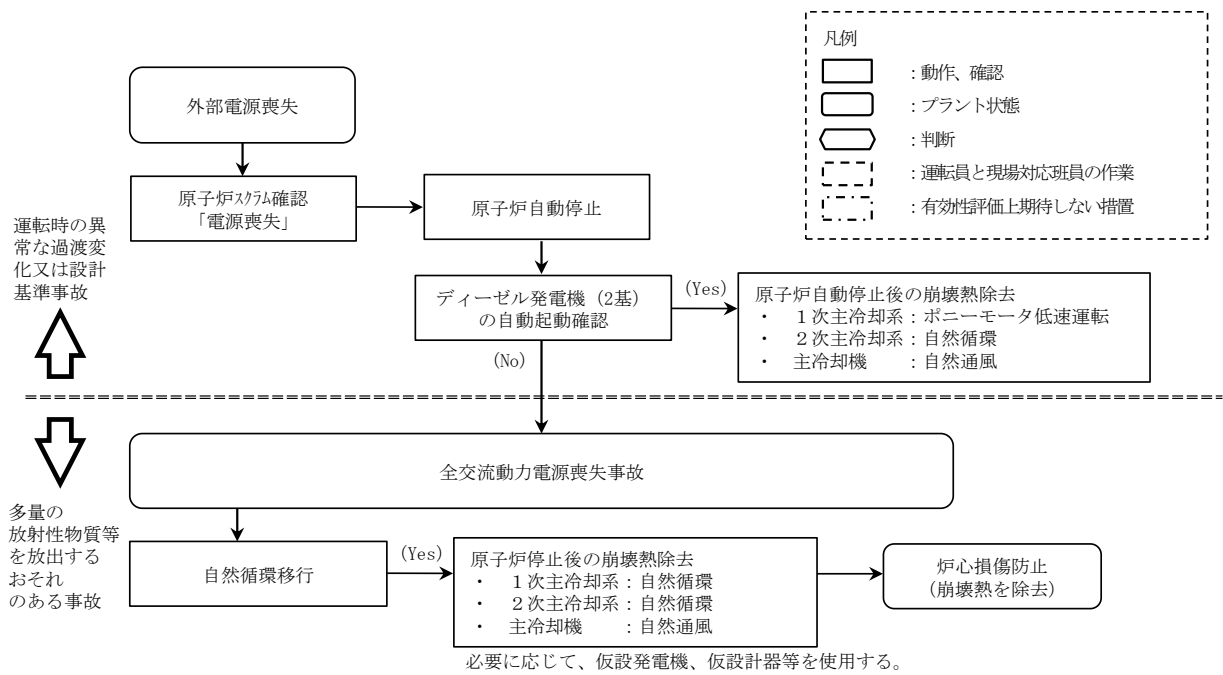 凡例
：動作、確認
：プラント状態
：判断
：運転員と現場対応班員の作業
：有効性評価上期待しない措置
外部電源喪失
原子炉ｽｸﾗﾑ確認
「電源喪失」
原子炉自動停止
運転時の異
常な過渡変
化又は設計
基準事故
ディーゼル発電機（2基）
の自動起動確認
(Yes)
(No)
原子炉自動停止後の崩壊熱除去
・ １次主冷却系：ポニーモータ低速運転
・ ２次主冷却系：自然循環
・ 主冷却機　　：自然通風
全交流動力電源喪失事故
多量の
放射性物質等
を放出する
おそれ
のある事故
自然循環移行
(Yes)
原子炉停止後の崩壊熱除去
・ １次主冷却系：自然循環
・ ２次主冷却系：自然循環
・ 主冷却機　　：自然通風
炉心損傷防止
(崩壊熱を除去)
必要に応じて、仮設発電機、仮設計器等を使用する。